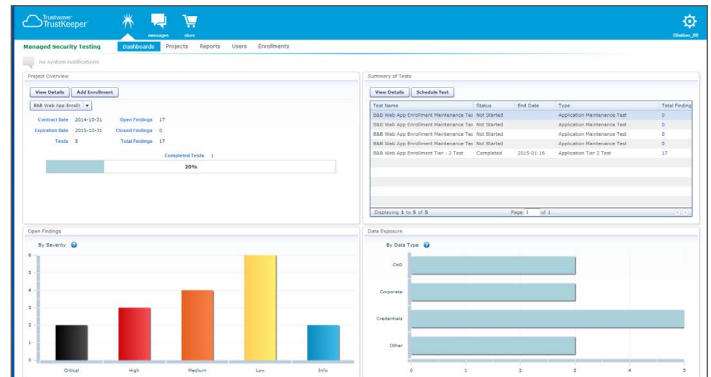 Trustwave
TrustKeeper
messages
store
Managed Security Testing
Dashboards
Projects
Reports
Users
Enrollments
no system notifications
Project Overview
View Details
Add Enrollment
B&B Web App Enroll
Contract Date 2014-10-31 Open Findings 17
Expiration Date 2015-10-31 Closed Findings 0
Tests 5 Total Findings 17
Completed Tests 1
20%
Summary of Tests
View Details
Schedule Test
Test Name Status End Date Type Total Finding
B&B Web App Enrollment Maintenance Tes Not Started Application Maintenance Test 0
B&B Web App Enrollment Maintenance Tes Not Started Application Maintenance Test 0
B&B Web App Enrollment Maintenance Tes Not Started Application Maintenance Test 0
B&B Web App Enrollment Maintenance Tes Not Started Application Maintenance Test 0
B&B Web App Enrollment Tier - 2 Test Completed 2015-01-16 Application Tier 2 Test 17
Displaying 1 to 5 of 5 Page 1 of 1
Open Findings
By Severity
6
5
4
3
2
1
0
Critical High Medium Low Info
Data Exposure
By Data Type
CHD
Corporate
Credentials
Other
0 1 2 3 4 5